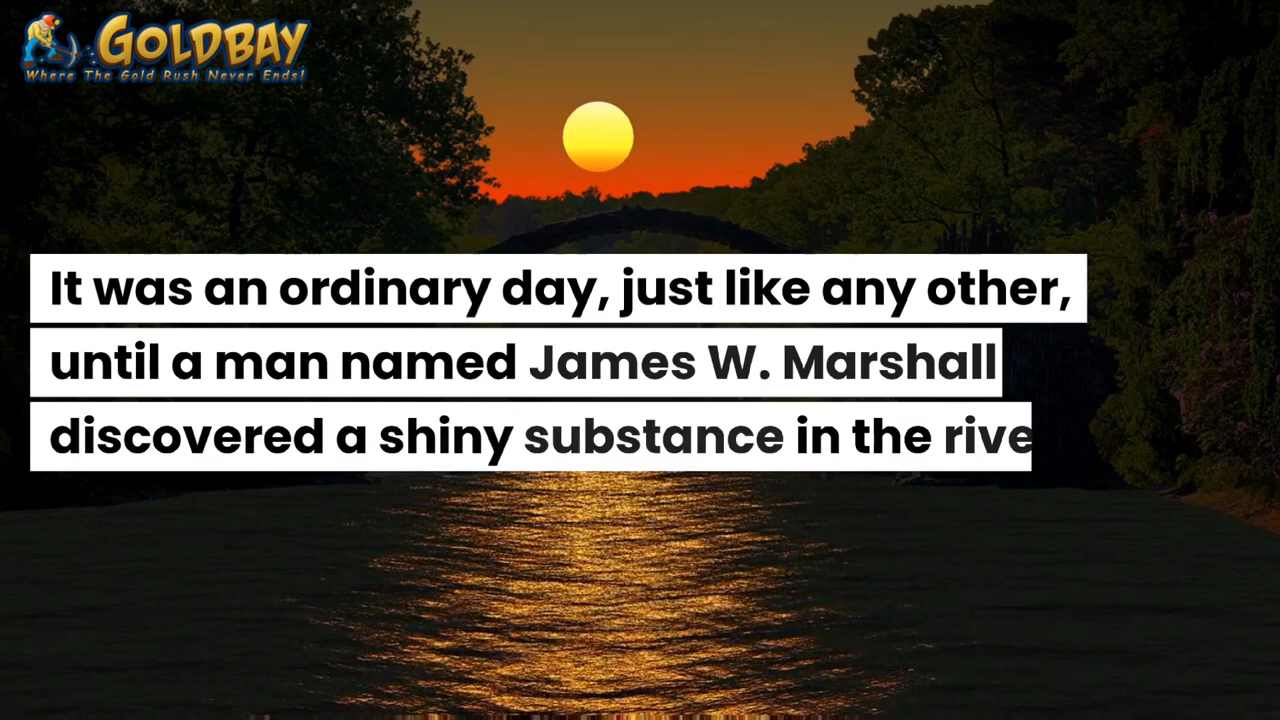 GOLDBAY
Where The Gold Rush Never Ends!
It was an ordinary day, just like any other,
until a man named James W. Marshall
discovered a shiny substance in the rive